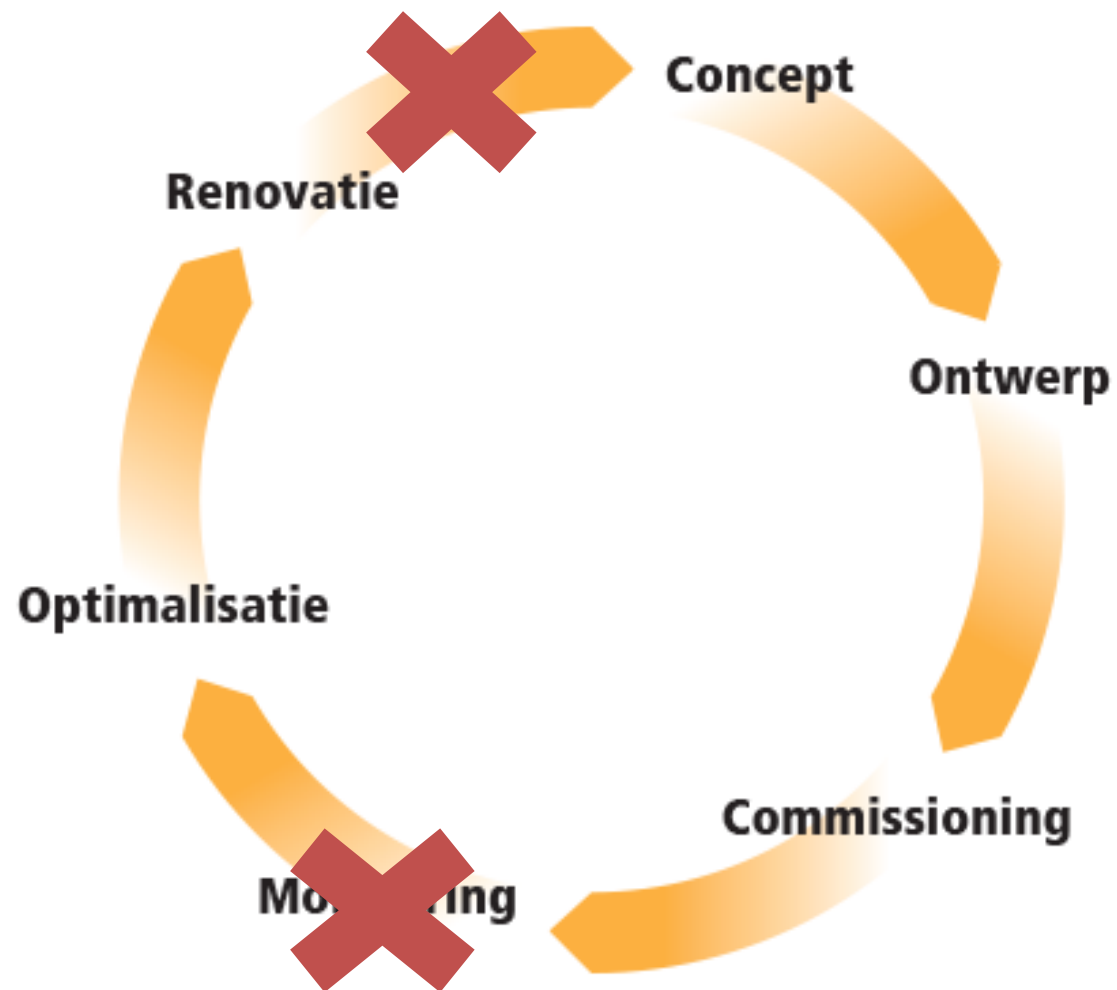 Concept
Renovatie
Ontwerp
Optimalisatie
Commissioning